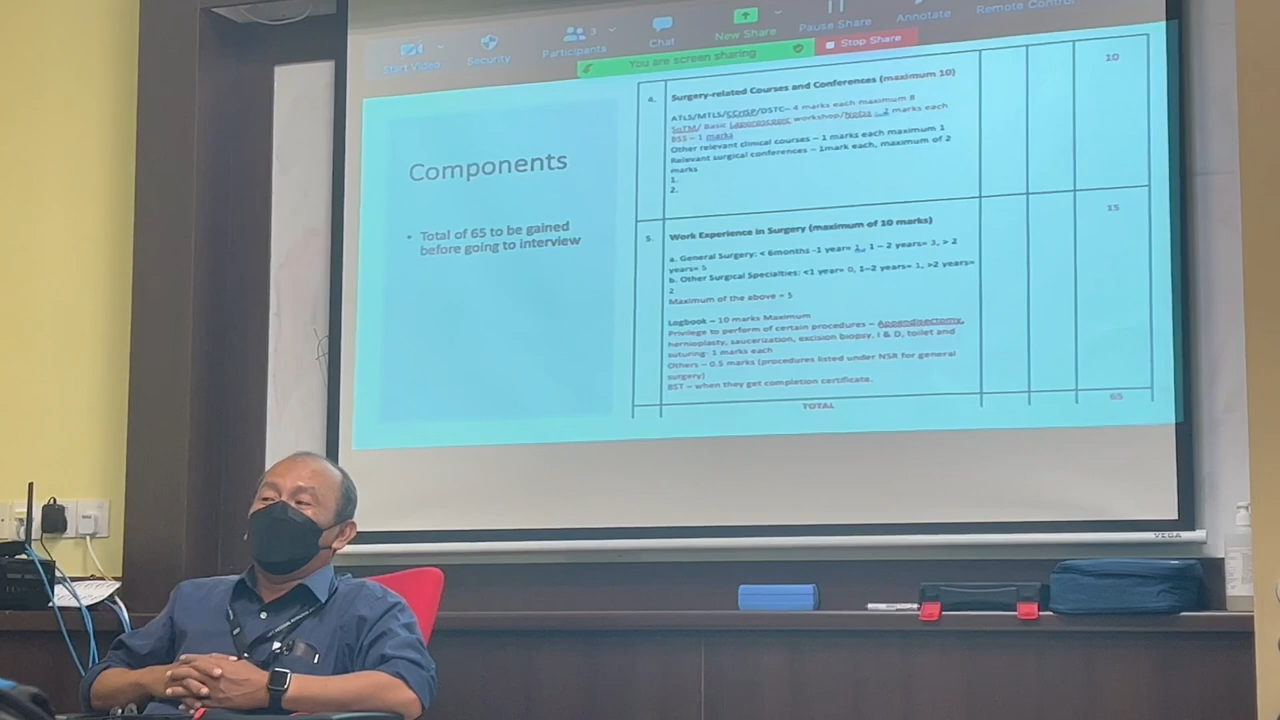 Start Video
Security
Participants
3
Chat
New Share
Pause Share
Annotate
Remote Control
You are screen sharing
Stop Share
Components
• Total of 65 to be gained
before going to interview
4. Surgery-related Courses and Conferences (maximum 10) 10
ATLS/MTLS/CCrISP/DSTC– 4 marks each maximum 8
SoTM/ Basic Laporoscopic workshop/Notss – 2 marks each
BSS – 1 marks
Other relevant clinical courses – 1 marks each maximum 1
Relevant surgical conferences – 1mark each, maximum of 2
marks
1.
2.
5. Work Experience in Surgery (maximum of 10 marks) 15
a. General Surgery: < 6months -1 year= 1, 1 – 2 years= 3, > 2
years= 5
b. Other Surgical Specialties: <1 year= 0, 1–2 years= 1, >2 years=
2
Maximum of the above = 5
Logbook – 10 marks Maximum
Privilege to perform of certain procedures – Appendisectomy,
hernioplasty, saucerization, excision biopsy, I & D, toilet and
suturing- 1 marks each
Others – 0.5 marks (procedures listed under NSR for general
surgery)
BST – when they get completion certificate.
TOTAL 65
VEGA